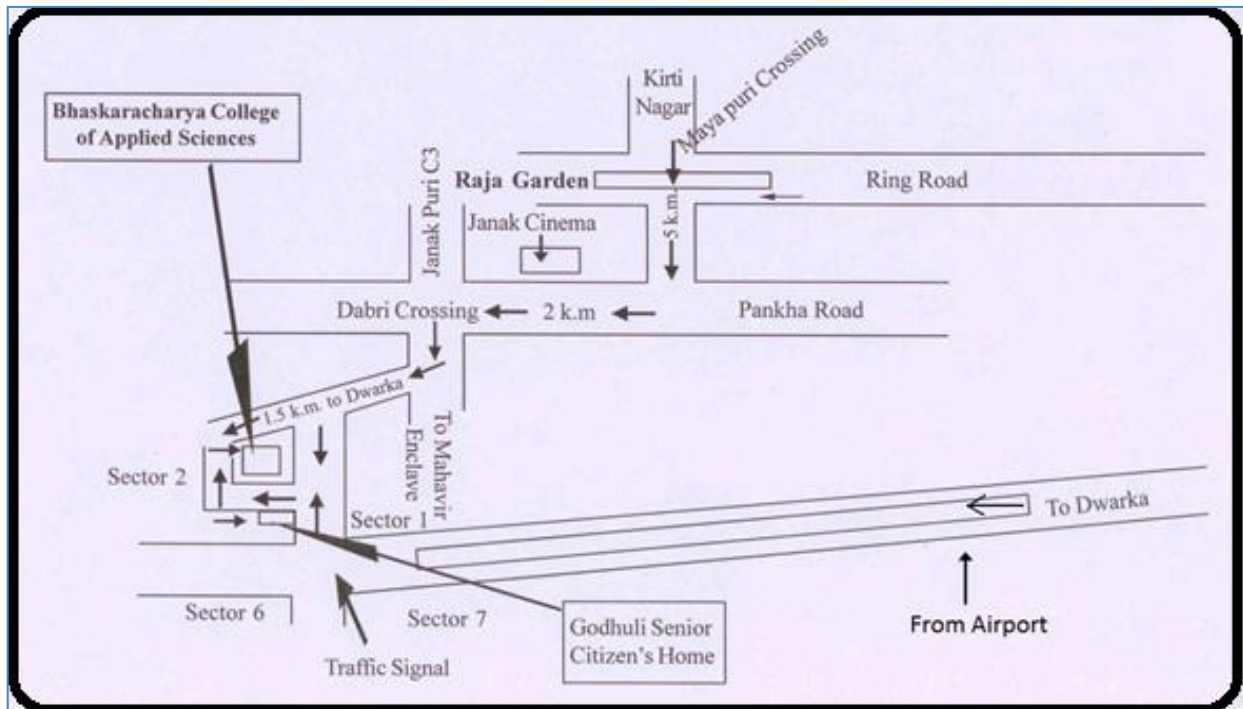 Kirti
Nagar
Maya puri Crossing
Bhaskaracharya College
of Applied Sciences
Janak Puri C3
Raja Garden
Ring Road
5 k.m.
Janak Cinema
Dabri Crossing
2 k.m
Pankha Road
1.5 k.m. to Dwarka
To Mahavir
Enclave
Sector 2
Sector 1
To Dwarka
Sector 6
Sector 7
From Airport
Godhuli Senior
Citizen's Home
Traffic Signal